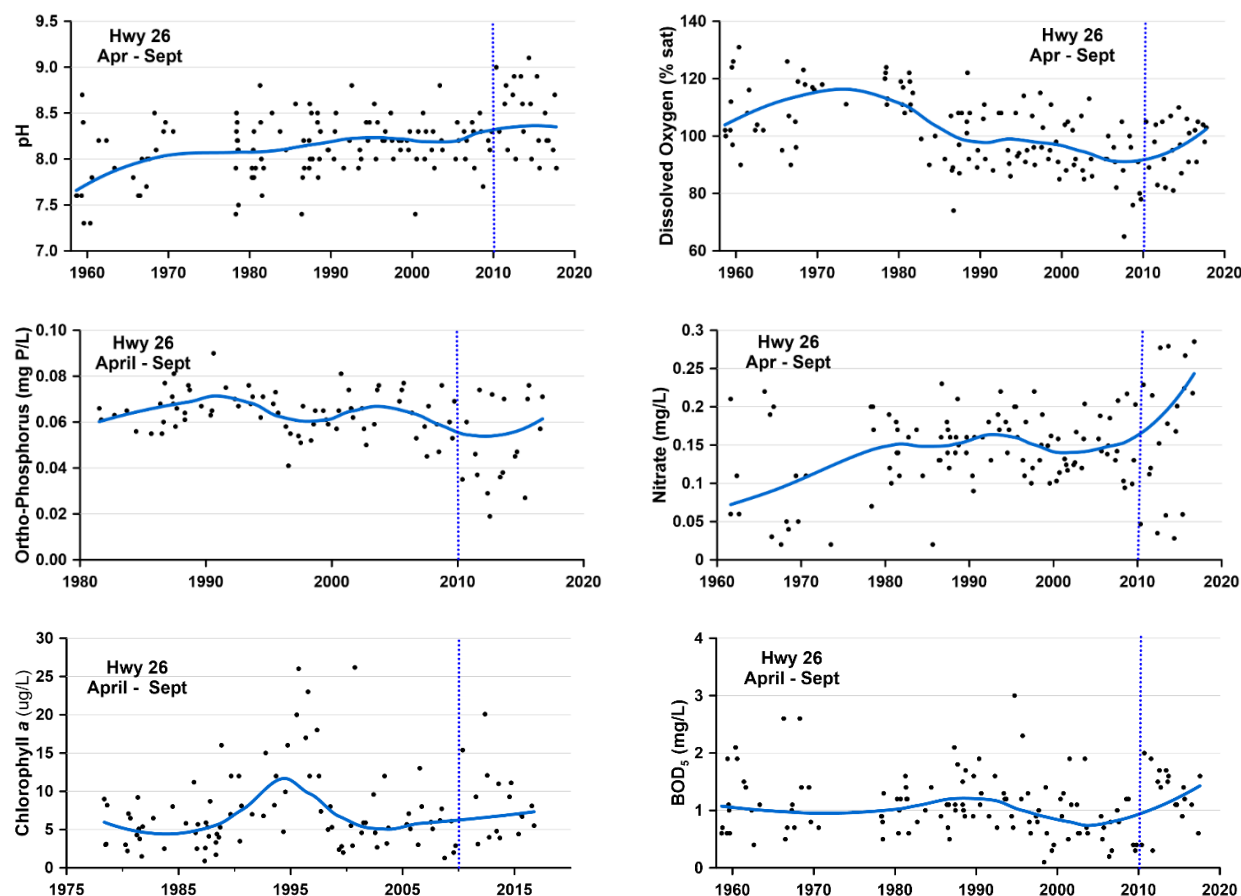 Hwy 26
Apr - Sept
pH
9.5
9.0
8.5
8.0
7.5
7.0
1960 1970 1980 1990 2000 2010 2020
Hwy 26
Apr - Sept
Dissolved Oxygen (% sat)
140
120
100
80
60
1960 1970 1980 1990 2000 2010 2020
Hwy 26
April - Sept
Ortho-Phosphorus (mg P/L)
0.10
0.08
0.06
0.04
0.02
0.00
1980 1990 2000 2010 2020
Hwy 26
Apr - Sept
Nitrate (mg/L)
0.3
0.25
0.2
0.15
0.1
0.05
0
1960 1970 1980 1990 2000 2010 2020
Hwy 26
April - Sept
Chlorophyll a (ug/L)
30
25
20
15
10
5
0
1975 1985 1995 2005 2015
Hwy 26
April - Sept
BOD₅ (mg/L)
4
3
2
1
0
1960 1970 1980 1990 2000 2010 2020